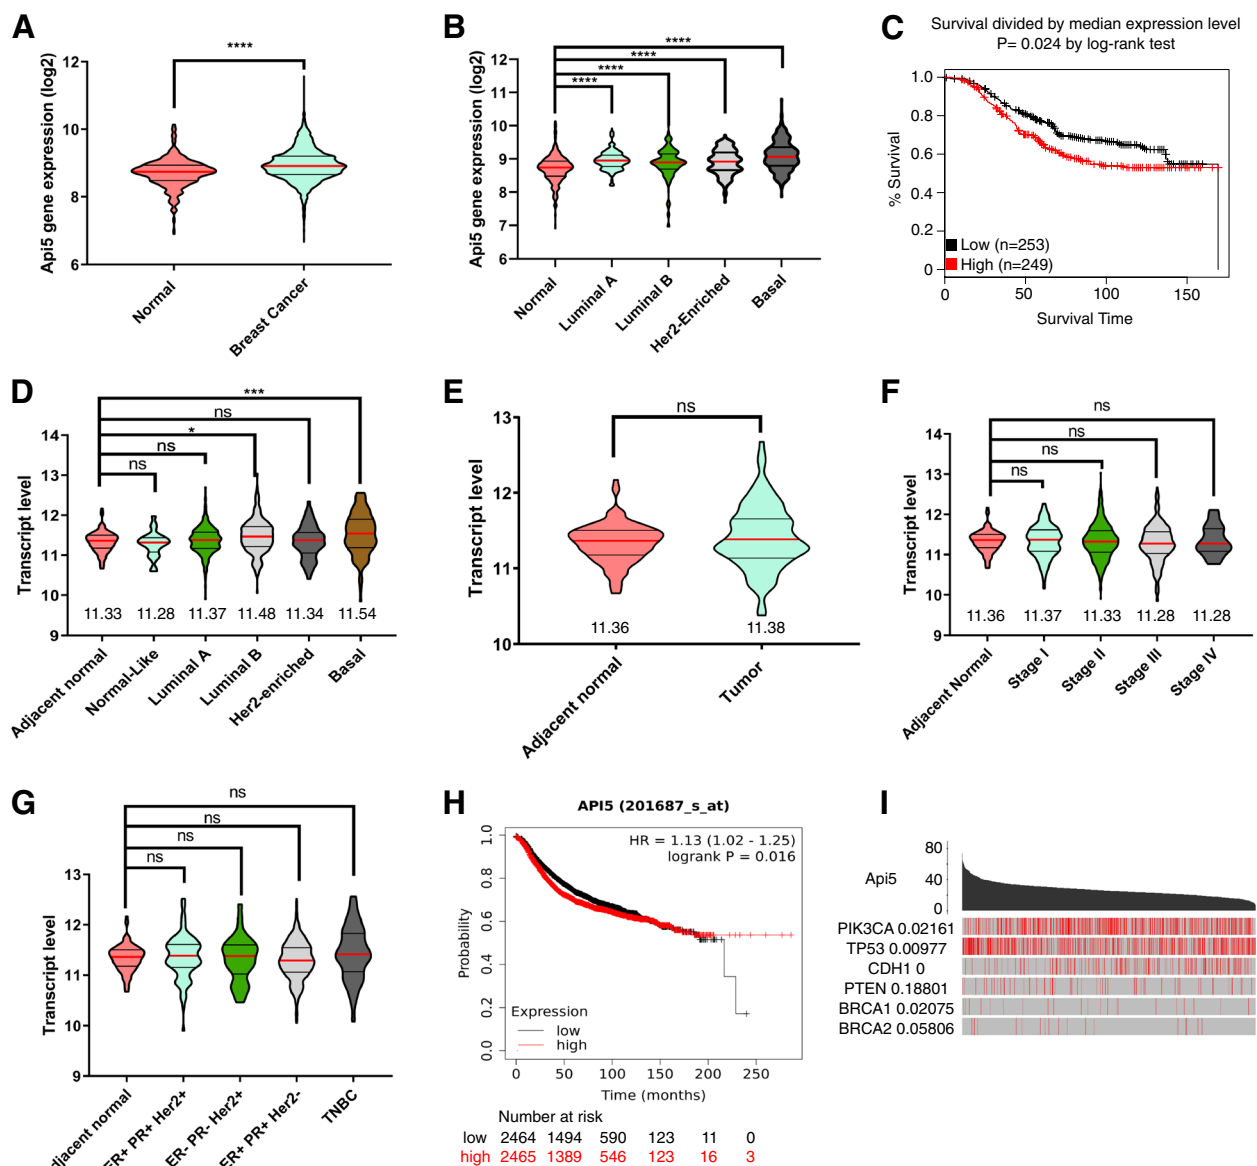 A
****
Api5 gene expression (log2)
12
10
8
6
Normal
Breast Cancer
B
****
****
****
****
Api5 gene expression (log2)
12
11
10
9
8
7
6
Normal
Luminal A
Luminal B
Her2-Enriched
Basal
C
Survival divided by median expression level
P= 0.024 by log-rank test
% Survival
1.0
0.8
0.6
0.4
0.2
0
Low (n=253)
High (n=249)
0 50 100 150
Survival Time
D
***
ns
*
ns
ns
Transcript level
14
13
12
11
10
9
11.33 11.28 11.37 11.48 11.34 11.54
Adjacent normal
Normal-Like
Luminal A
Luminal B
Her2-enriched
Basal
E
ns
Transcript level
13
12
11
10
11.36 11.38
Adjacent normal
Tumor
F
ns
ns
ns
ns
Transcript level
14
13
12
11
10
9
11.36 11.37 11.33 11.28 11.28
Adjacent Normal
Stage I
Stage II
Stage III
Stage IV
G
ns
ns
ns
ns
Transcript level
13
12
11
10
9
djacent normal
ER+ PR+ Her2+
ER- PR- Her2+
ER+ PR+ Her2-
TNBC
H
API5 (201687_s_at)
HR = 1.13 (1.02 - 1.25)
logrank P = 0.016
Probability
1.0
0.8
0.6
0.4
0.2
0.0
Expression
low
high
0 50 100 150 200 250
Time (months)
Number at risk
low 2464 1494 590 123 11 0
high 2465 1389 546 123 16 3
I
Api5
80
40
0
PIK3CA 0.02161
TP53 0.00977
CDH1 0
PTEN 0.18801
BRCA1 0.02075
BRCA2 0.05806